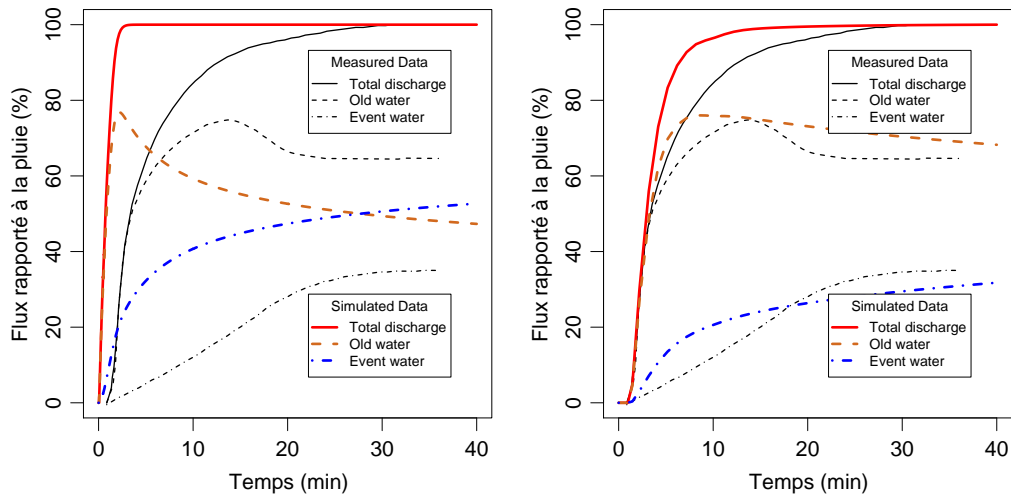 Flux rapporté à la pluie (%)
0 20 40 60 80 100
Measured Data
Total discharge
Old water
Event water
Simulated Data
Total discharge
Old water
Event water
0 10 20 30 40
Temps (min)
Flux rapporté à la pluie (%)
0 20 40 60 80 100
Measured Data
Total discharge
Old water
Event water
Simulated Data
Total discharge
Old water
Event water
0 10 20 30 40
Temps (min)